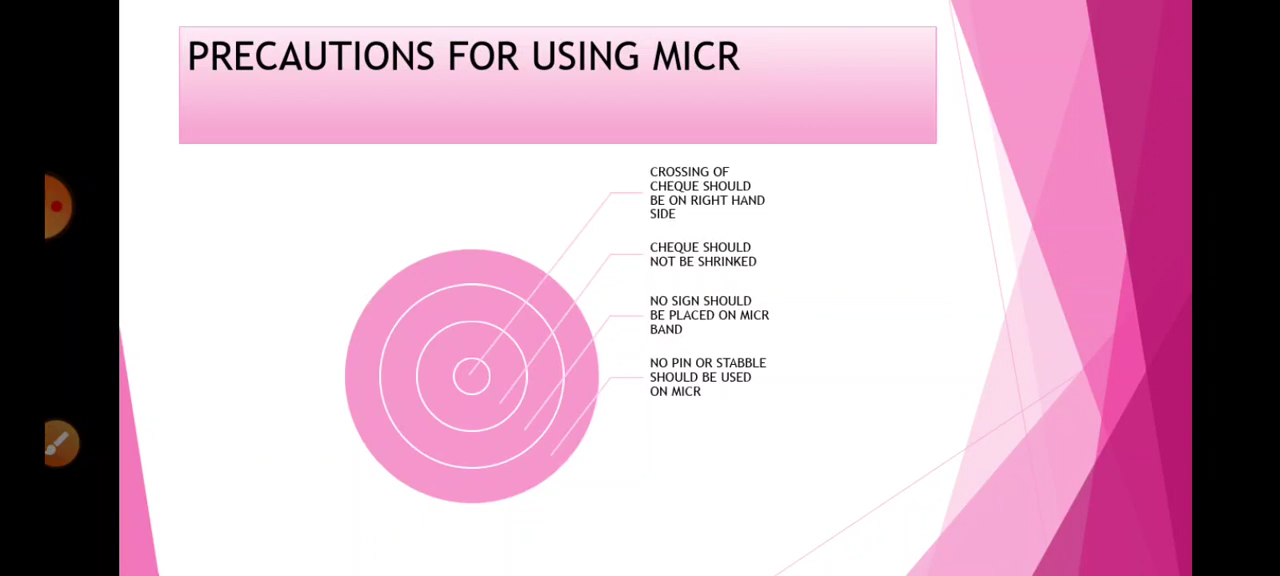 PRECAUTIONS FOR USING MICR
CROSSING OF
CHEQUE SHOULD
BE ON RIGHT HAND
SIDE
CHEQUE SHOULD
NOT BE SHRINKED
NO SIGN SHOULD
BE PLACED ON MICR
BAND
NO PIN OR STABBLE
SHOULD BE USED
ON MICR